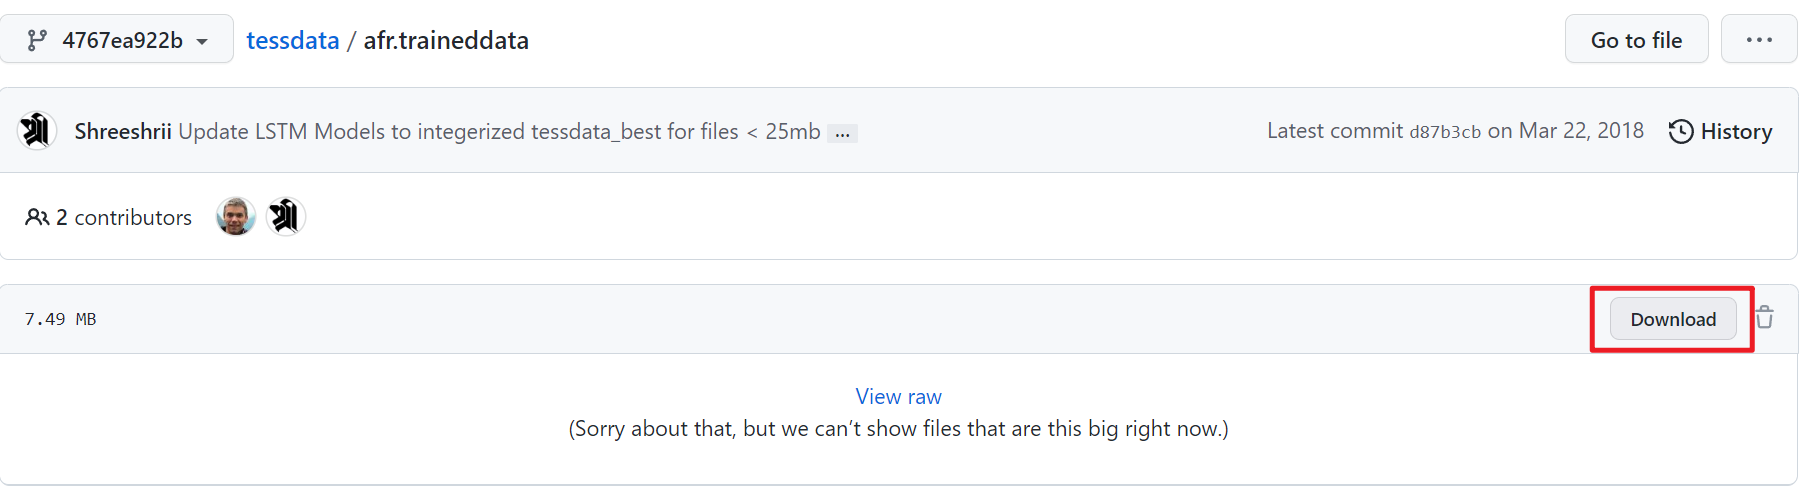 4767ea922b tessdata / afr.traineddata Go to file ...
Shreeshrii Update LSTM Models to integerized tessdata_best for files < 25mb ... Latest commit d87b3cb on Mar 22, 2018 History
2 contributors
7.49 MB Download
View raw
(Sorry about that, but we can’t show files that are this big right now.)